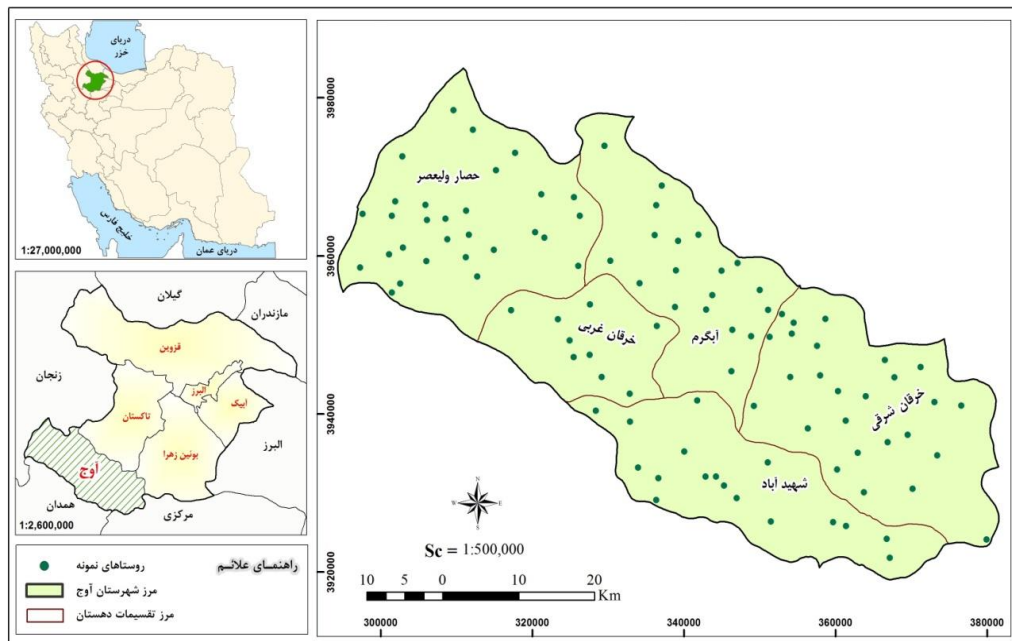 دریای
خزر
خلیج فارس
دریای عمان
1:27,000,000
گیلان
مازندران
زنجان
قزوین
البرز
آبیک
تاکستان
البرز
آوج
بوئین زهرا
همدان
مرکزی
1:2,600,000
راهنمـای علائـم
روستاهای نمونه
مرز شهرستان آوج
مرز تقسیمات دهستان
3980000
3960000
3940000
3920000
حصار ولیعصر
خرقان غربی
آبگرم
خرقان شرقی
شهید آباد
N
W E
S
Sc = 1:500,000
10 5 0 10 20
Km
300000 320000 340000 360000 380000